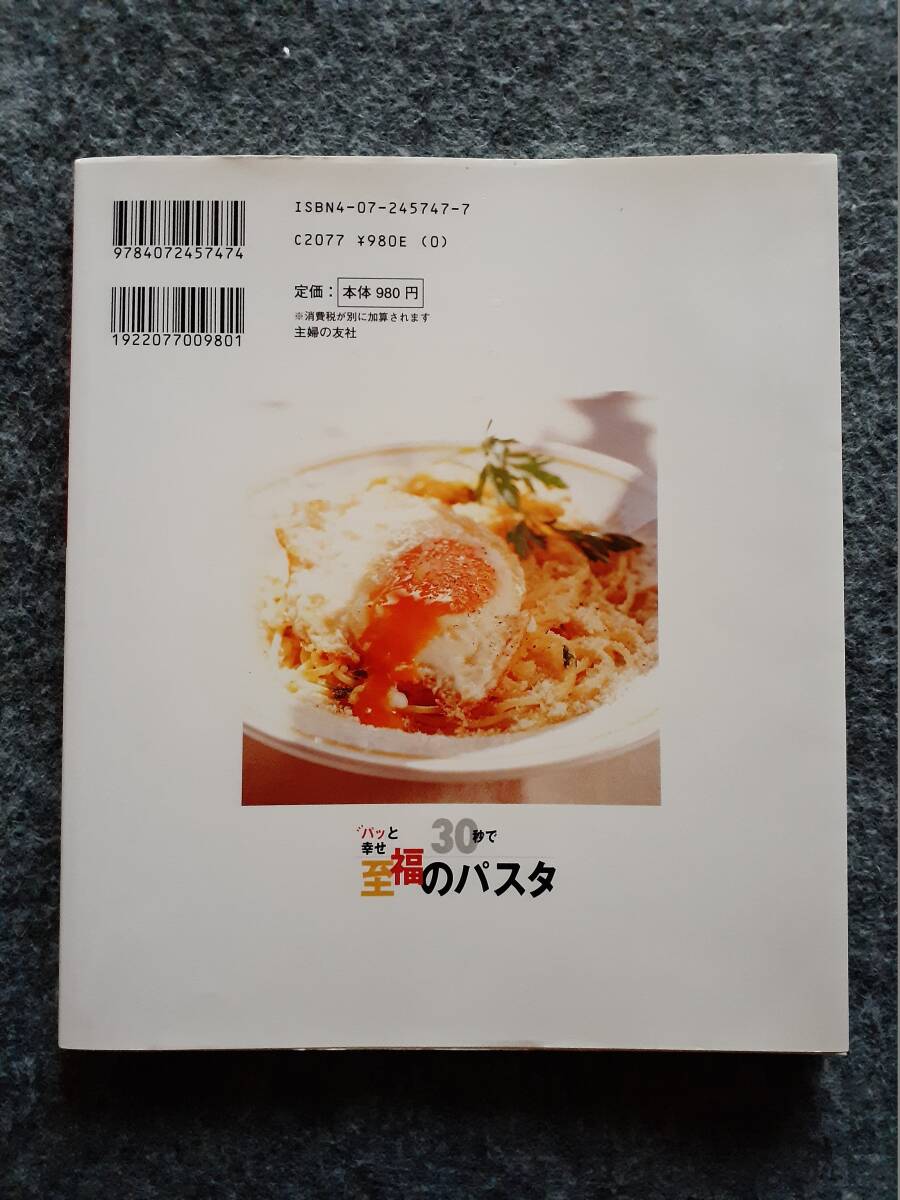 9784072457474
ISBN4-07-245747-7
C2077 ¥980E (0)
1922077009801
定価：本体 980 円
※消費税が別に加算されます
主婦の友社
パッと
幸せ
30秒で
至福のパスタ